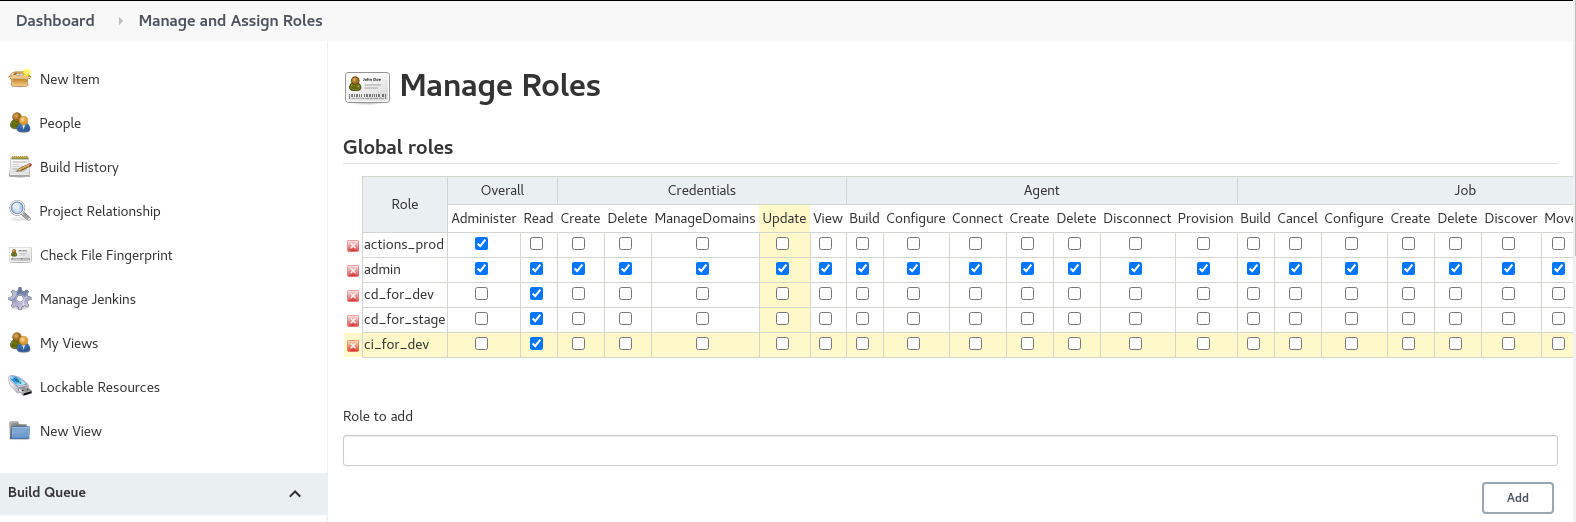 Dashboard
Manage and Assign Roles
New Item
People
Build History
Project Relationship
Check File Fingerprint
Manage Jenkins
My Views
Lockable Resources
New View
Build Queue
John Doe
Manage Roles
Global roles
Role Overall Credentials Agent Job
Administer Read Create Delete ManageDomains Update View Build Configure Connect Create Delete Disconnect Provision Build Cancel Configure Create Delete Discover Move
actions_prod
admin
cd_for_dev
cd_for_stage
ci_for_dev
Role to add
Add